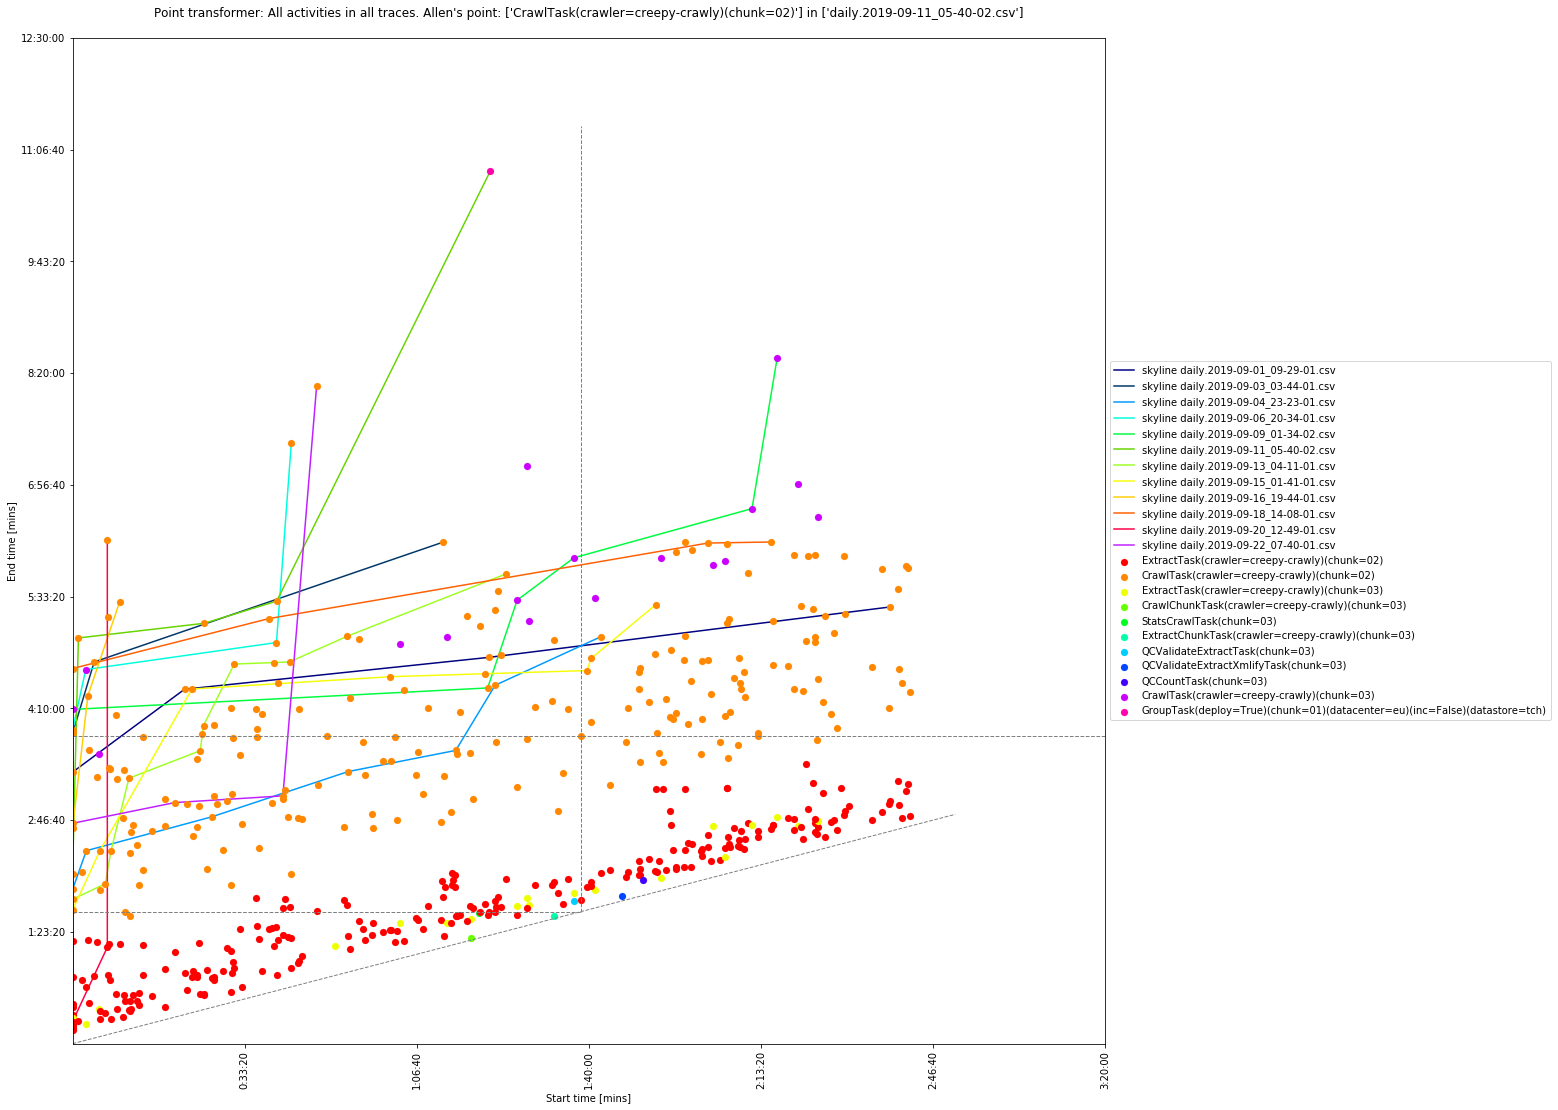 Point transformer: All activities in all traces. Allen's point: ['CrawlTask(crawler=creepy-crawly)(chunk=02)'] in ['daily.2019-09-11_05-40-02.csv']
12:30:00
11:06:40
9:43:20
8:20:00
6:56:40
5:33:20
4:10:00
2:46:40
1:23:20
End time [mins]
0:33:20
1:06:40
1:40:00
2:13:20
2:46:40
3:20:00
Start time [mins]
skyline daily.2019-09-01_09-29-01.csv
skyline daily.2019-09-03_03-44-01.csv
skyline daily.2019-09-04_23-23-01.csv
skyline daily.2019-09-06_20-34-01.csv
skyline daily.2019-09-09_01-34-02.csv
skyline daily.2019-09-11_05-40-02.csv
skyline daily.2019-09-13_04-11-01.csv
skyline daily.2019-09-15_01-41-01.csv
skyline daily.2019-09-16_19-44-01.csv
skyline daily.2019-09-18_14-08-01.csv
skyline daily.2019-09-20_12-49-01.csv
skyline daily.2019-09-22_07-40-01.csv
ExtractTask(crawler=creepy-crawly)(chunk=02)
CrawlTask(crawler=creepy-crawly)(chunk=02)
ExtractTask(crawler=creepy-crawly)(chunk=03)
CrawlChunkTask(crawler=creepy-crawly)(chunk=03)
StatsCrawlTask(chunk=03)
ExtractChunkTask(crawler=creepy-crawly)(chunk=03)
QCValidateExtractTask(chunk=03)
QCValidateExtractXmlifyTask(chunk=03)
QCCountTask(chunk=03)
CrawlTask(crawler=creepy-crawly)(chunk=03)
GroupTask(deploy=True)(chunk=01)(datacenter=eu)(inc=False)(datastore=tch)